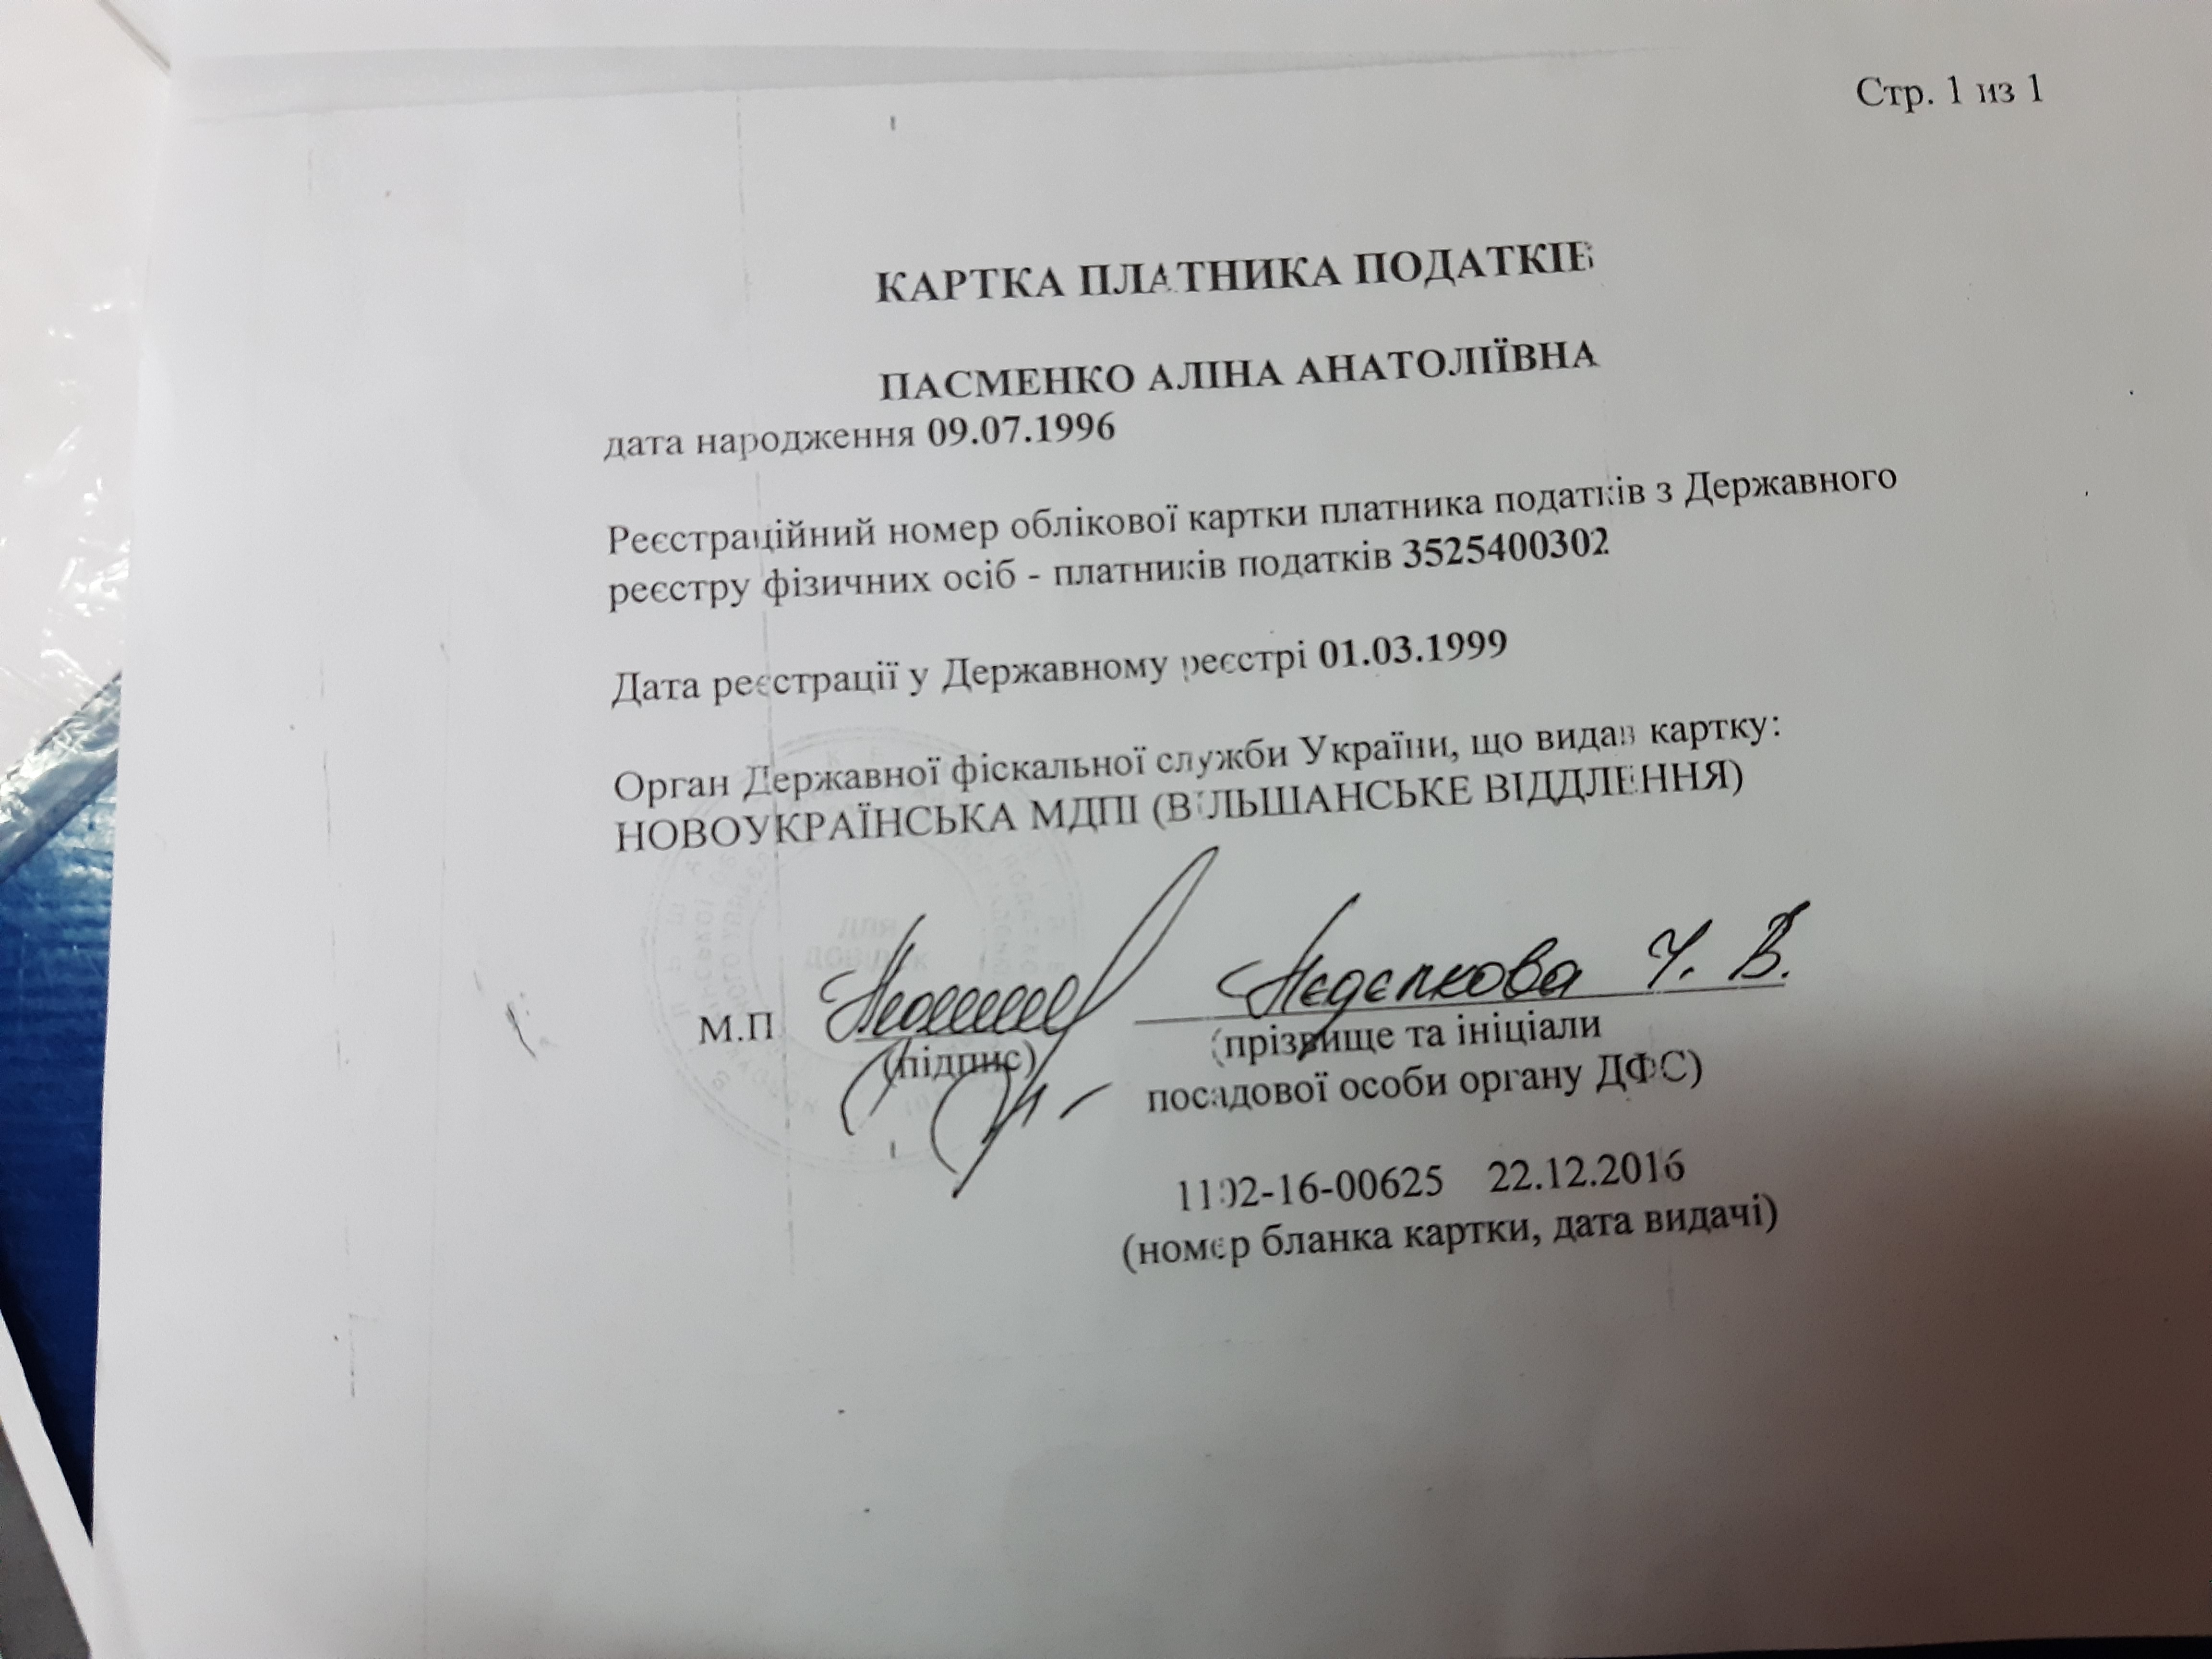 Стр. 1 из 1
КАРТКА ПЛАТНИКА ПОДАТКІВ
ПАСМЕНКО АЛІНА АНАТОЛІЇВНА
дата народження 09.07.1996
Реєстраційний номер облікової картки платника податків з Державного
реєстру фізичних осіб - платників податків 3525400302
Дата реєстрації у Державному реєстрі 01.03.1999
Орган Державної фіскальної служби України, що видав картку:
НОВОУКРАЇНСЬКА МДПІ (ВІЛЬШАНСЬКЕ ВІДДЛЕННЯ)
ДЛЯ
ДОВІДОК
М.П
(підпис)
(прізвище та ініціали
посадової особи органу ДФС)
1102-16-00625 22.12.2016
(номер бланка картки, дата видачі)